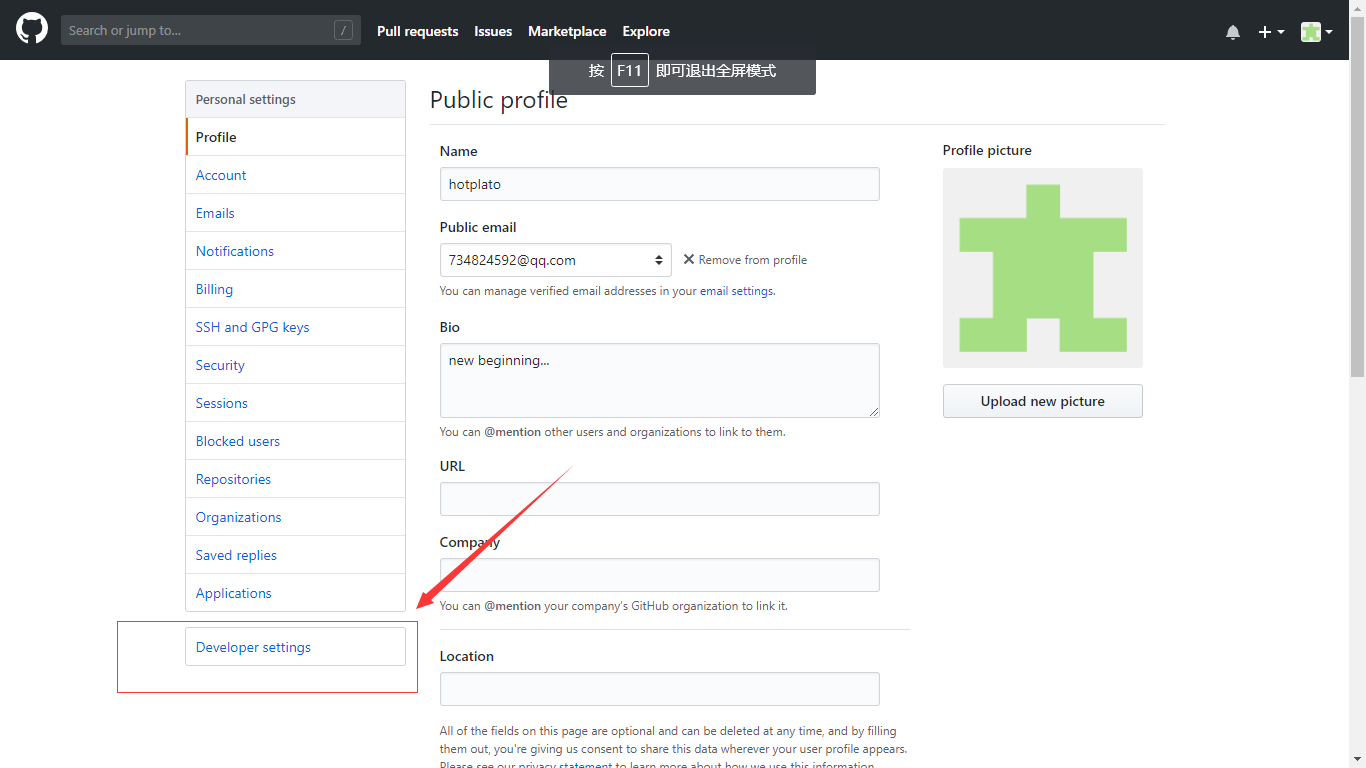 Search or jump to...
/
Pull requests
Issues
Marketplace
Explore
按 F11 即可退出全屏模式
Personal settings
Profile
Account
Emails
Notifications
Billing
SSH and GPG keys
Security
Sessions
Blocked users
Repositories
Organizations
Saved replies
Applications
Developer settings
Public profile
Name
hotplato
Public email
734824592@qq.com
Remove from profile
You can manage verified email addresses in your email settings.
Bio
new beginning...
You can @mention other users and organizations to link to them.
URL
Company
You can @mention your company's GitHub organization to link it.
Location
All of the fields on this page are optional and can be deleted at any time, and by filling
them out, you're giving us consent to share this data wherever your user profile appears.
Please see our privacy statement to learn more about how we use this information.
Profile picture
Upload new picture